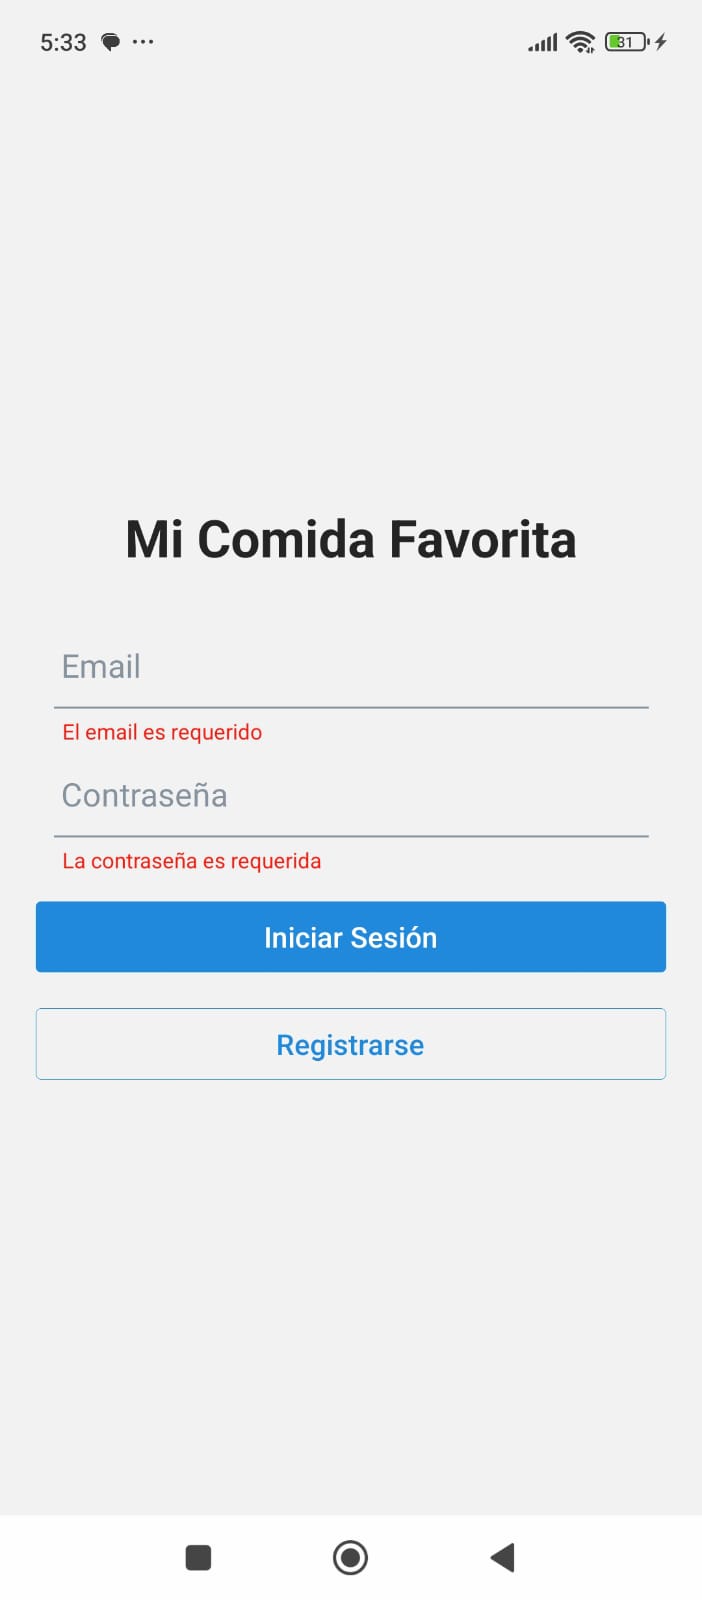 5:33
31
Mi Comida Favorita
Email
El email es requerido
Contraseña
La contraseña es requerida
Iniciar Sesión
Registrarse